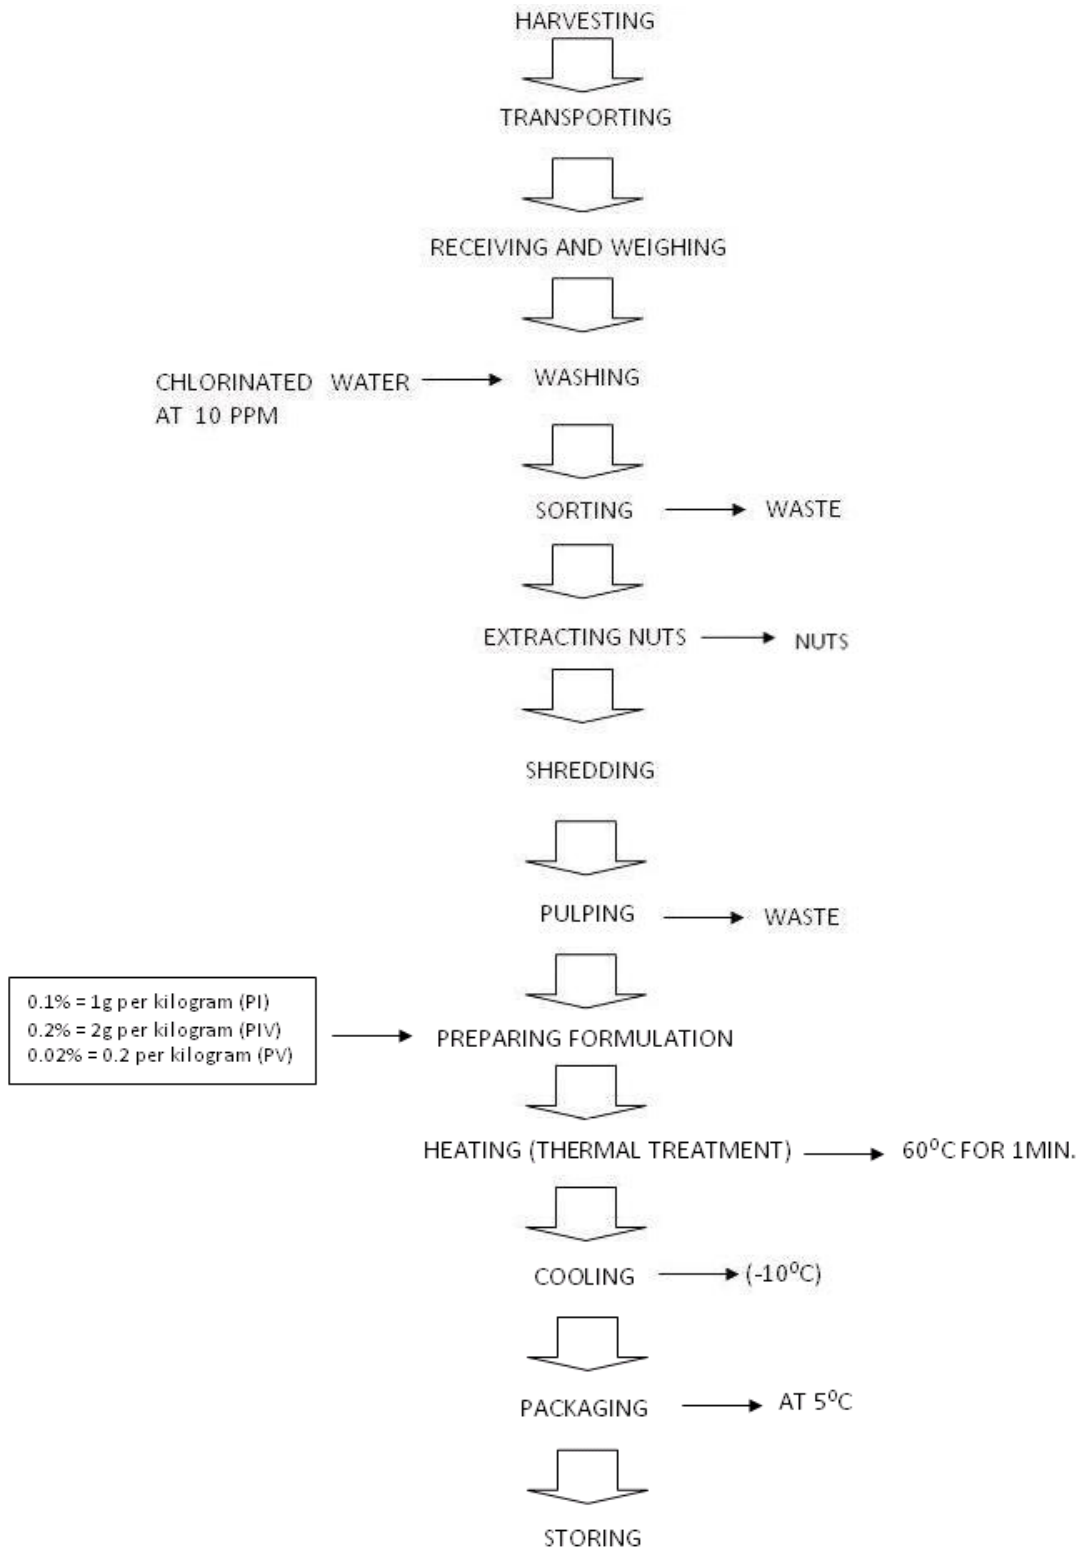 HARVESTING
TRANSPORTING
RECEIVING AND WEIGHING
CHLORINATED WATER
AT 10 PPM
WASHING
SORTING
WASTE
EXTRACTING NUTS
NUTS
SHREDDING
PULPING
WASTE
0.1% = 1g per kilogram (PI)
0.2% = 2g per kilogram (PIV)
0.02% = 0.2 per kilogram (PV)
PREPARING FORMULATION
HEATING (THERMAL TREATMENT)
60⁰C FOR 1MIN.
COOLING
(-10⁰C)
PACKAGING
AT 5⁰C
STORING